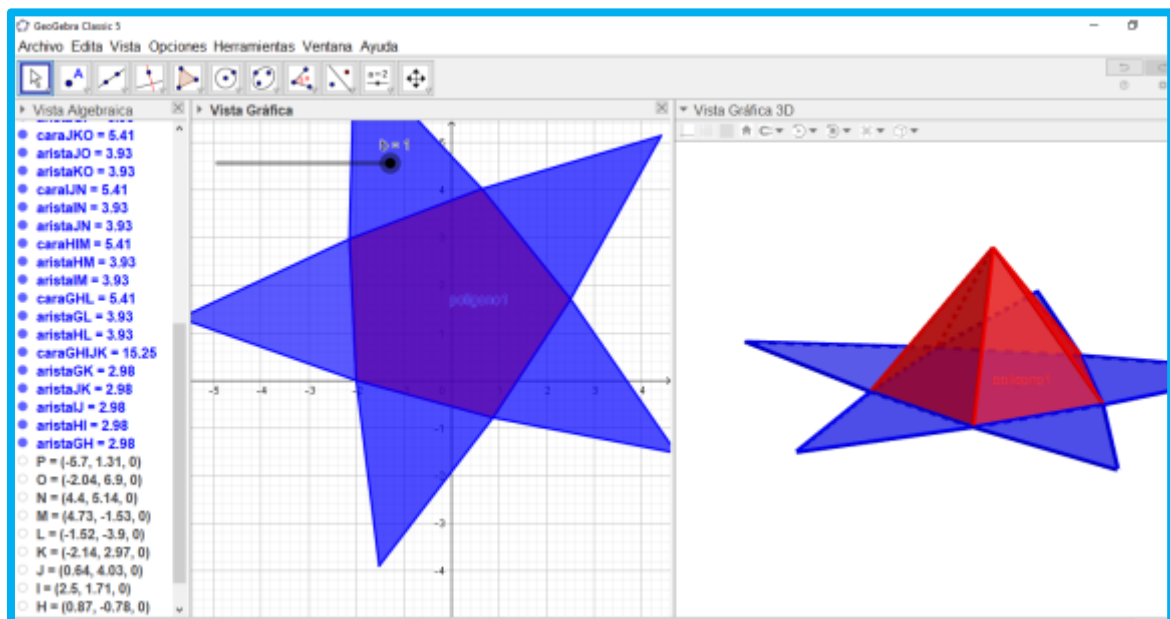 GeoGebra Classic 5
Archivo Edita Vista Opciones Herramientas Ventana Ayuda
A
a=2
Vista Algebraica
Vista Gráfica
Vista Gráfica 3D
caraJKO = 5.41
aristaJO = 3.93
aristaKO = 3.93
caraIJN = 5.41
aristaIN = 3.93
aristaJN = 3.93
caraHIM = 5.41
aristaHM = 3.93
aristaIM = 3.93
caraGHL = 5.41
aristaGL = 3.93
aristaHL = 3.93
caraGHIJK = 15.25
aristaGK = 2.98
aristaJK = 2.98
aristaIJ = 2.98
aristaHI = 2.98
aristaGH = 2.98
P = (-5.7, 1.31, 0)
O = (-2.04, 6.9, 0)
N = (4.4, 5.14, 0)
M = (4.73, -1.53, 0)
L = (-1.52, -3.9, 0)
K = (-2.14, 2.97, 0)
J = (0.64, 4.03, 0)
I = (2.5, 1.71, 0)
H = (0.87, -0.78, 0)
b = 1
4
3
2
polígono1
-5 -4 -3 -2 -1 1 2 3 4
-1
-3
-4
polígono1